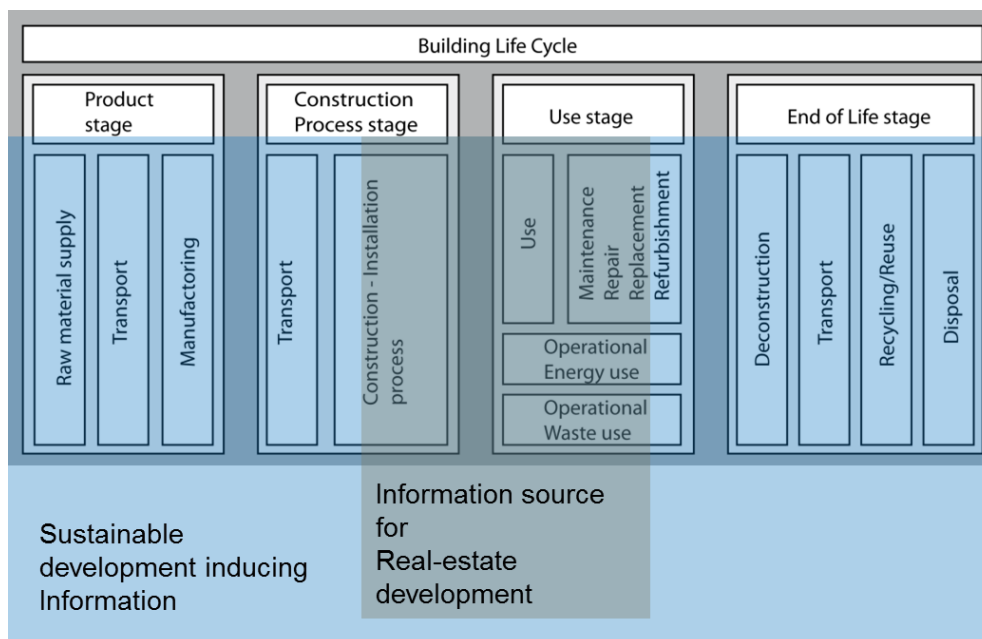 Building Life Cycle
Product
stage
Construction
Process stage
Use stage
End of Life stage
Raw material supply
Transport
Manufactoring
Transport
Construction - Installation
process
Use
Maintenance
Repair
Replacement
Refurbishment
Operational
Energy use
Operational
Waste use
Deconstruction
Transport
Recycling/Reuse
Disposal
Sustainable
development inducing
Information
Information source
for
Real-estate
development